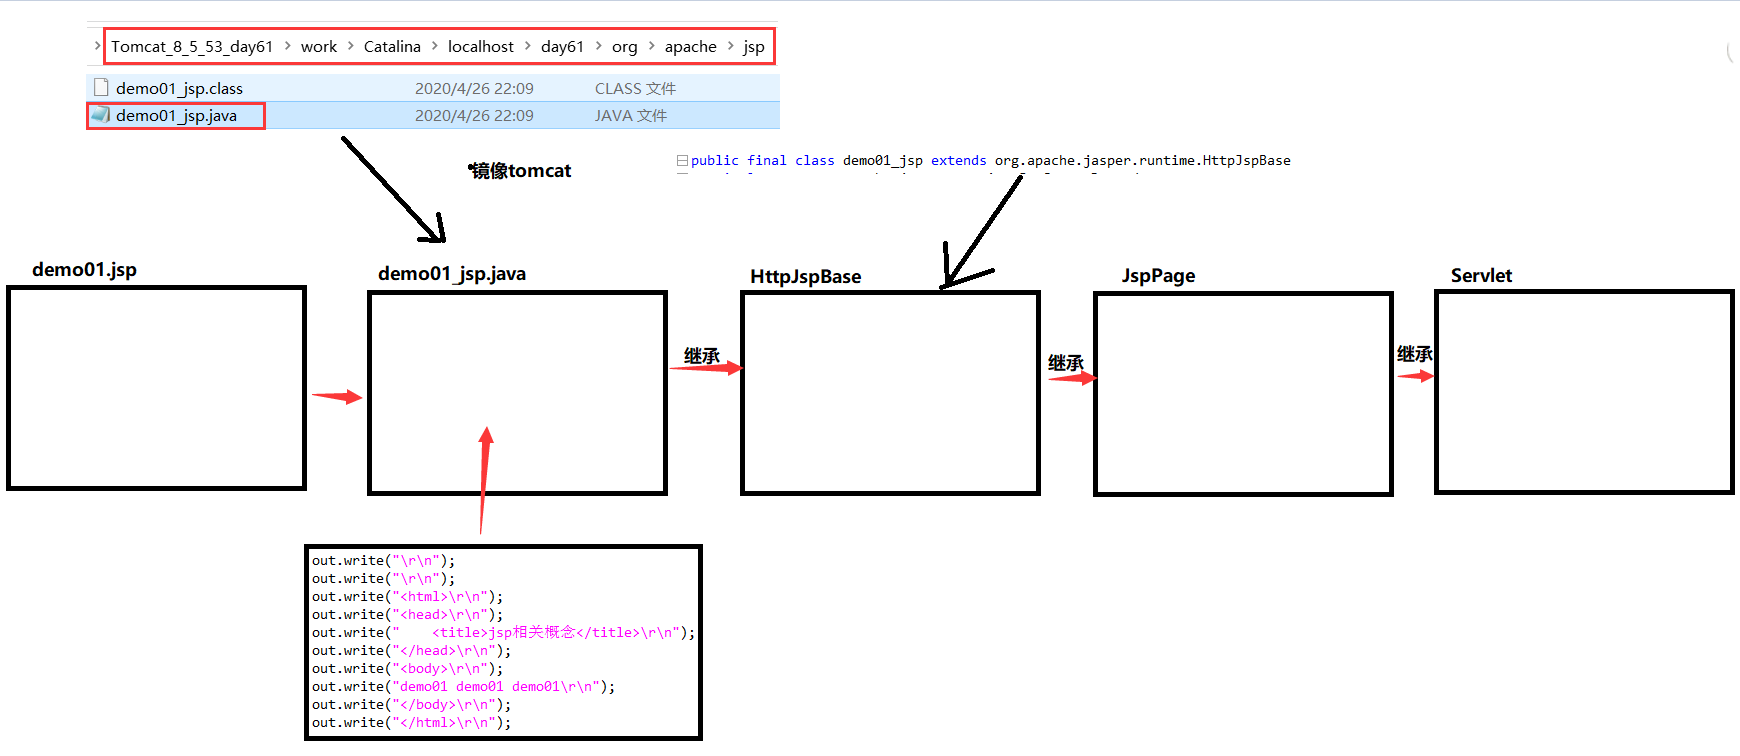 Tomcat_8_5_53_day61 > work > Catalina > localhost > day61 > org > apache > jsp
demo01_jsp.class 2020/4/26 22:09 CLASS 文件
demo01_jsp.java 2020/4/26 22:09 JAVA 文件
镜像tomcat
public final class demo01_jsp extends org.apache.jasper.runtime.HttpJspBase
demo01.jsp
demo01_jsp.java
HttpJspBase
JspPage
Servlet
继承
继承
继承
out.write("\r\n");
out.write("\r\n");
out.write("<html>\r\n");
out.write("<head>\r\n");
out.write("    <title>jsp相关概念</title>\r\n");
out.write("</head>\r\n");
out.write("<body>\r\n");
out.write("demo01 demo01 demo01\r\n");
out.write("</body>\r\n");
out.write("</html>\r\n");